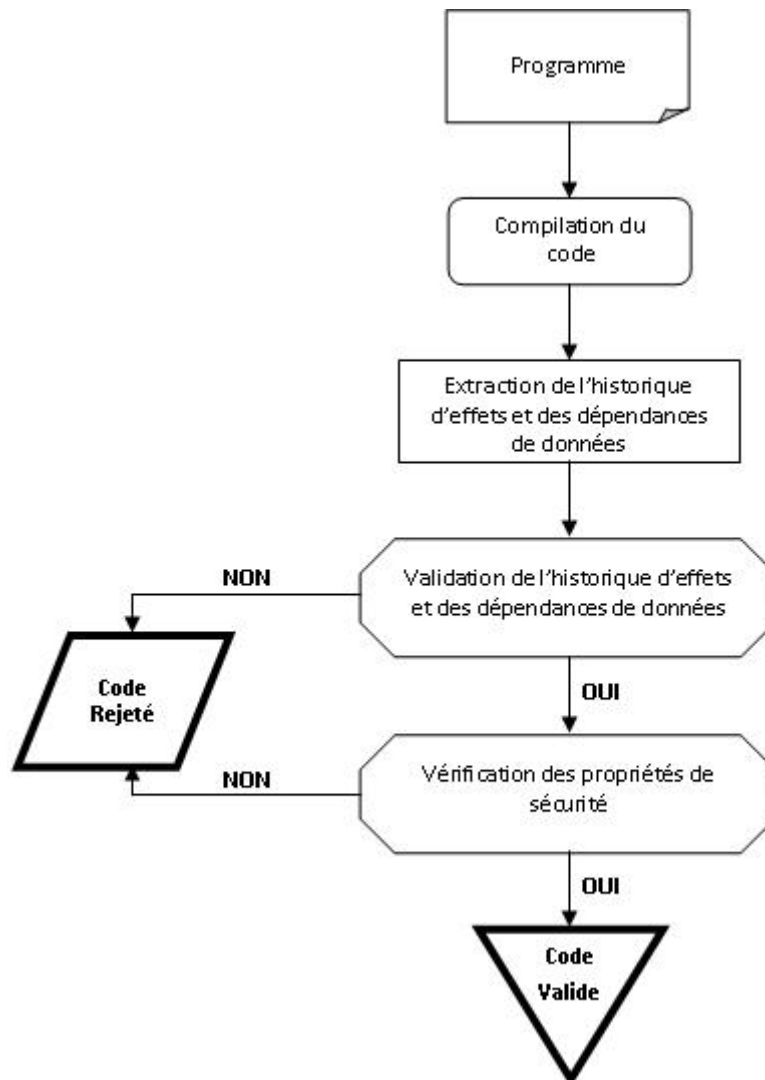 Programme
Compilation du
code
Extraction de l'historique
d'effets et des dépendances
de données
NON
Validation de l'historique d'effets
et des dépendances de données
Code
Rejeté
OUI
NON
Vérification des propriétés de
sécurité
OUI
Code
Valide